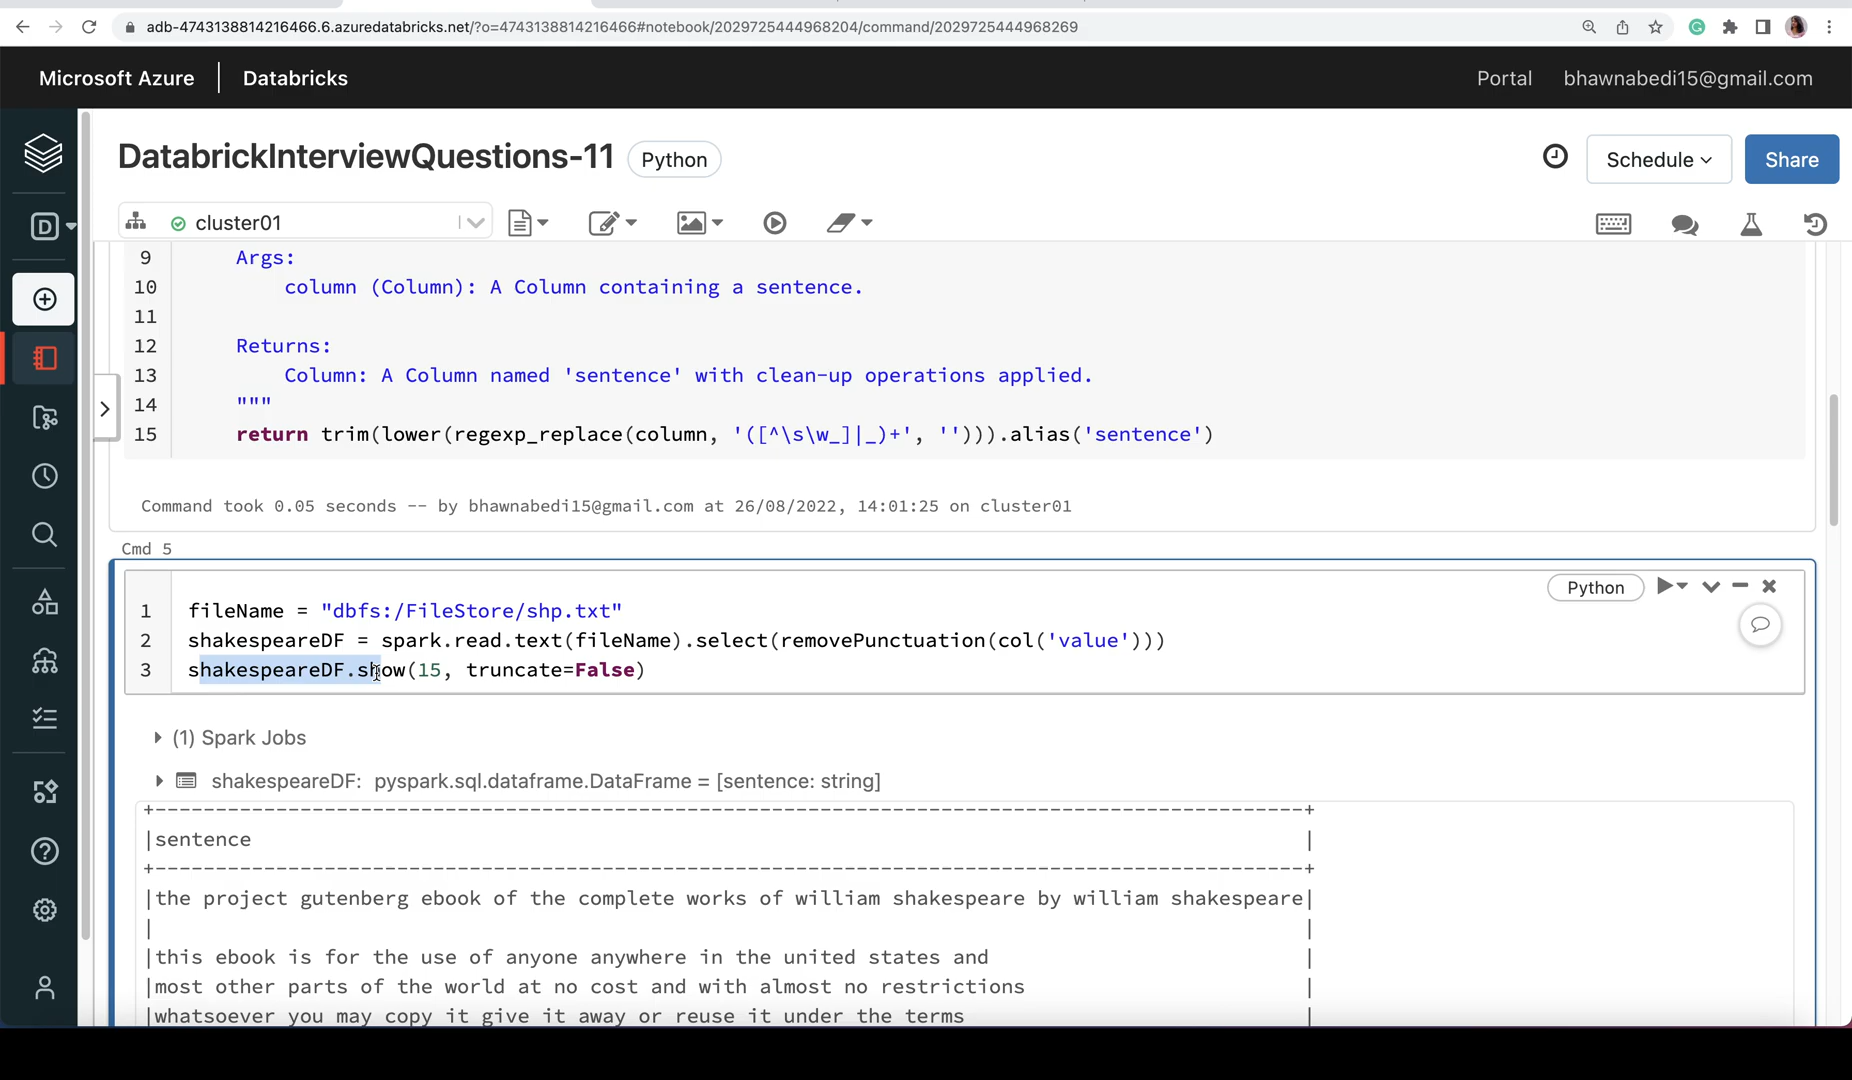 adb-4743138814216466.6.azuredatabricks.net/?o=4743138814216466#notebook/2029725444968204/command/2029725444968269
Microsoft Azure | Databricks
Portal bhawnabedi15@gmail.com
DatabrickInterviewQuestions-11 Python
Schedule Share
cluster01
9 Args:
10 column (Column): A Column containing a sentence.
11
12 Returns:
13 Column: A Column named 'sentence' with clean-up operations applied.
14 """
15 return trim(lower(regexp_replace(column, '([^\s\w_]|_)+', ''))).alias('sentence')
Command took 0.05 seconds -- by bhawnabedi15@gmail.com at 26/08/2022, 14:01:25 on cluster01
Cmd 5
Python
1 fileName = "dbfs:/FileStore/shp.txt"
2 shakespeareDF = spark.read.text(fileName).select(removePunctuation(col('value')))
3 shakespeareDF.show(15, truncate=False)
(1) Spark Jobs
shakespeareDF: pyspark.sql.dataframe.DataFrame = [sentence: string]
|sentence |
|the project gutenberg ebook of the complete works of william shakespeare by william shakespeare|
| |
|this ebook is for the use of anyone anywhere in the united states and |
|most other parts of the world at no cost and with almost no restrictions |
|whatsoever you may copy it give it away or reuse it under the terms |